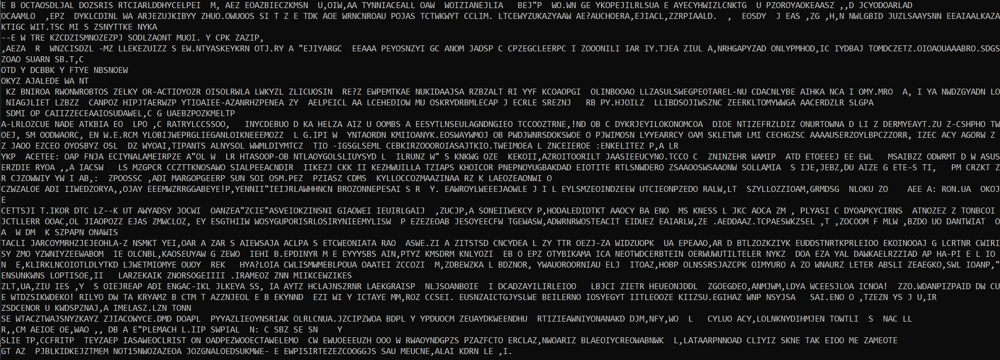 E B OCTAOSDLJAL DOZSRIS RTCIARLDDHYCELPEI  M, AEZ EOAZBIECZKMSN  U,OIW,AA TYNNIACEALL OAW  WOIZIANEJLIA   BEJ"P  WO.WN GE YKOPEJILRLSUA E AYECYHWIZLCNKTG  U PZOROYAOKEAASZ ,,D JCYODOARLAD
OCAAMLO  ,EPZ  DYKLCDINL WA ARJEZUJKIBYY ZHUO.OWUOOS SI T Z E TDK AOE WRNCNROAU POJAS TCTWKWYT CCLIM. LTCEWYZUKAZYAAW AE?AUCHOERA,EJIACL,ZZRPIAALD.  ,  EOSDY  J EAS ,ZG ,H,N NWLGBID JUZLSAAYSNN EEAIAALKAZA
KTIGC WIT.TSC MI S ZSNYTTKE NYKA
--E W TRE KZCDZISMNOZEZPJ SODLZAONT MUOI. Y CPK ZAZIP,
,AEZA  R  WNZCISDZL -MZ LLEKEZUIZZ S EW.NTYASKEYKRN OTJ.RY A "EJIYARGC  EEAAA PEYOSNZYI GC ANOM JADSP C CPZEGCLEERPC I ZOOONILI IAR IY.TJEA ZIUL A,NRHGAPYZAD ONLYPMHOD,IC IYDBAJ TOMDCZETZ.OIOAOUAAABRO.SDGS
ZOAO SUARN SB.T,C
OTD Y DCBBK Y FTYE NBSNOEW
OKYZ AJALEDE WA NT
KZ BNIROA RWONWROBTOS ZELKY OR-ACTIOYOZR OISOLRWLA LWKYZL ZLICUOSIN  RE?Z EWPEMTKAE NUKIDAAJSA RZBZALT RI YYF KCOAOPGI  OLINBOOAO LLZASULSWEGPEOTAREL-NU CDACNLYBE AIHKA NCA I OMY.MRO  A, I YA NWDZGYADN LO
NIAGJLIET LZBZZ  CANPOZ HIPJTAERWZP YTIOAIEE-AZANRHZPENEA ZY  AELPEICL AA LCEHEDIOW MU OSKRYDRBMLECAP J ECRLE SREZNJ   RB PY.HJOILZ  LLIBDSOJIWSZNC ZEERKLTOMYWWGA AACERDZLR SLGPA
SDMI OP CAIIZZECEAAIOSUDAWEL,C G UAEBZPOZKMELTP
A-LRLOZCUE NADE ATKBIA EO  LPO ,C RATRYLCCSSOO,   INYCDEBUO D KA HELZA AIZ U OOMBS A EESYTLNSEULAGNDNGIEO TCCOOZTRNE,!ND OB C DYKRJEYILOKONOMCOA  DIOE NTIZEFRZLDIZ ONURTOWNA D LI Z DERMYEAYT.ZU Z-CSHPHO TW
OEJ, SM OODWAORC, EN W.E.RCM YLOBIJWEPRGLIEGANLOIKNEEEMOZZ  L G.IPI W  YNTAORDN KMIIOANYK.EOSWAYWMOJ OB PWDJWNRSDOKSWOE O PJWIMOSN LYYEARRCY OAM SKLETWR LMI CECHGZSC AAAAUSERZOYLBPCZZORR, IZEC ACY AGORW Z
Z JAOO EZCEO OYOSBYZ OSL  DZ WYOAI,TIPANTS ALNYSOL WWMLDIYMTCZ  TIO -IGSGLSEML CEBKIRZOOOROIASAJTKIO.TWEIMOEA L ZNCEIEROE :ENKELITEZ P,A LR
YKP  ACETEE: OAP FNJA ECIYNALAMEIRPZE A"OL W  LR HTASOOP-OB NTLAOYGOLSLIUYSYD L  ILRUNZ W" S KNKWG OZE  KEKOII,AZROITOORILT JAASIEEUCYNO.TCCO C  ZNINZEHR WAMIP  ATD ETOEEEJ EE EWL   MSAIBZZ ODWRMT D W ASUS
ERZDIE RYOA ,,A IACSW   LS MZGPCR CCZTTKNOSAWO SIALPEEACNDIR  IIKEZJ CKK II KEZHWUILLA TZIAPS KHOICOR PNEPNOYUGBAKDAD EIOTITE RTLSNWDERO ZSAAOOSWSAAONW SOLLAMIA  S IJE,JEBZ,DU AIZE G ETE-S TI,   PM CRZKT Z
R CJZOWWIY YW I AB,:  ZPOOSSC ,ADI MARGOPGEERP SUN SOI OSM.PEZ  PZIASZ CDMS  KYLLOCCOZMAAZINAA RZ K LAEOZEAONWI O
CZWZALOE ADI IIWEDZORYA,,OJAY EEEMWZRRGGABEYE!P,YENNII"IEIJRLAWHHNCN BROZONNEPESAI S R  Y. EAWROYLWEEEJAOWLE J I L EYLSMZEOINDZEEW UTCIEONPZEDO RALW,LT  SZYLLOZZIOAM,GRMDSG  NLOKU ZO    AEE A: RON.UA  OKOJ
E
CETTSJI T.IKOR DTC LZ--K UT AWYADSY JOCWI  OANZEA"ZCIE"ASVEIOKZINSNI GIAOWEI IEUIRLGAIJ  ,ZUCJP,A SONEIIWEKCY P,HODALEDIDTKT AAOCY BA ENO  MS KNESS L JKC AOCA ZM , PLYASI C DYOAPKYCIRNS  ATNOZEZ Z TONBCOI
JCTLLERR OOAC,OL JIAOPOZZ EJAS ZMWCLOZ, EY ESGTHIIW WOSYGUPORISRLOSIRYNIEEMYLISW  P EZEZEOAB JESOYEECFW TGEWASW,ADWRNRWOSTEACIT EIDUEZ EAIARLW,ZE .AEDDAAZ.TCPAESWKZSEL ,T ,ZOCOOM F MLW ,BZDO UO DANTWIAT  O
A  W DM  K SZPAPN ONAWIS
TACLI JARCOYMRHZJEJEOHLA-Z NSMKT YEI,OAR A ZAR S AIEWSAJA ACLPA S ETCWEONIATA RAO  ASWE.ZI A ZITSTSD CNCYDEA L ZY TTR OEZJ-ZA WIDZUOPK  UA EPEAAO,AR D BTLZOZKZIYK EUDDSTNRTKPRLEIOO EKOINOOAJ G LCRTNR CWIRI
SY ZMO YZWNIYZEEWABOM  IE OLCNBL,KAOSEUYAW G ZEWO  IEHI B.EPDINYR M E EYYYSBS AIN,PTYZ KMSDRM KNLYOZI  EB O EPZ OTYBIKAMA ICA NEOTWDCERBTEIN OERWUWUTILTELER NYKZ  DOA EZA YAL DAWKAELRZZIAD AP HA-PI E L IO
N  E,KLIRKLNCOIOTLDLYTKD LJWETMIOMYE OUOY  REK   HYA?LOIA CWLISMWMEBLPOUA OAATEI ZCCOZI  M,ZDBEWZKA L BDZNOR, YWAUOROORNIAU ELJ  ITOAZ,HOBP OLNSSRSJAZCPK OIMYURO A ZO WNAURZ LETER ABSLI ZEAEGKO,SWL IOANP,"
ENSUNKWNS LOPTISOE,II   LARZEKAIK ZNORSOGEIIII .IRAMEOZ ZNN MIIKCEWZIKES
ZLT,UA,ZIU IES ,Y  S OIEJREAP ADI ENGAC-IKL JLKEYA SS, IA AYTZ HCLAJNSZRNR LAEKGRAISP  NLJSOANBOIE  I DCADZAYILIRLEIOO   LBJCI ZIETR HEUEONJDDL  ZGOEGDEO,ANMJWM,LDYA WCEESJLOA ICNOA!  ZZO.WDANPIZPAID DW CU
E WTDZSIKWDEKO! RILYO DW TA KRYAMZ B CTM T AZZNJEOL E B EKYNND  EZI WI Y ICTAYE MM,ROZ CCSEI. EUSNZAICTGJYSLWE BEILERNO IOSYEGYT IITLEOOZE KIIZSU.EGIHAZ WNP NSYJSA   SAI.ENO O ,TZEZN YS J U,IR
ZSDCENOR U KWDSPZNAJ,A IMELASZ.LZN TONN
SE WTACZTWAJSNYZKAYZ ZJIACOWYCE.DMD DOAPL  PYYAZLIEOYNSRIAK OLRLCNUA.JZCIPZWOA BDPL Y YPDUOCM ZEUAYDKWEENDHU  RTIZIEAWNIYONANAKD DJM,NFY,WO  L   CYLUO ACY,LOLNKNYDIHMJEN TOWTLI  S  NAC LL
R,,CM AEIOE OE,WAO ,, DB A E"PLEMACH L.IIP SWPIAL  N: C SBZ SE SN    Y
SLIE TP,CCFRITP  TEYZAEP IASAWEOCLRIST ON OADPEZWOOECTAWELEMO  CW EWUOEEEUZH OOO W RWAOYNDGPZS PZAZFCTO ERCLAZ,NWOARIZ BLAEOIYCREOWABNWK  L,LATAARPNNOAD CLIYIZ SKNE TAK EIOO ME ZAMEOTE
GT AZ  PJBLKIDKEJZTMEM NOT15NWOZAZEOA JOZGNALOEDSUKMWE- E EWPISIRTEZEZCOOGGJS SAU MEUCNE,ALAI KDRN LE ,I.